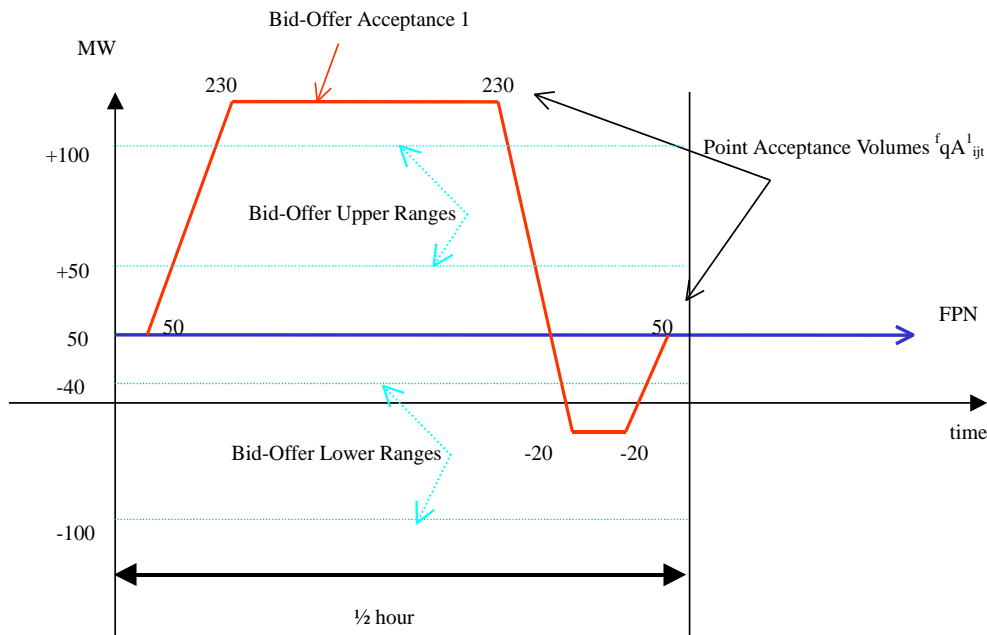 Bid-Offer Acceptance 1
MW
230
230
+100
Point Acceptance Volumes ᶠqA¹ᵢⱼₜ
Bid-Offer Upper Ranges
+50
50
50
FPN
50
-40
time
Bid-Offer Lower Ranges
-20
-20
-100
½ hour